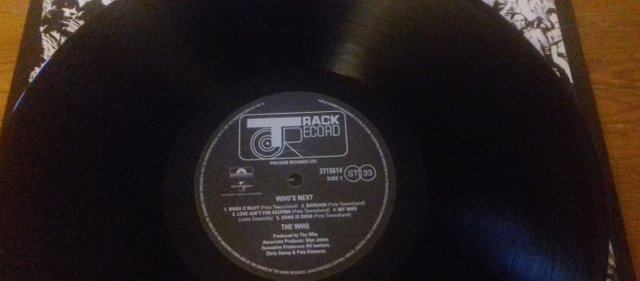 TRACK
RECORD
POLYDOR RECORDS LTD.
3715614
SIDE 1
ST 33
WHO'S NEXT
1. BABA O'RILEY (Pete Townshend) 2. BARGAIN (Pete Townshend)
3. LOVE AIN'T FOR KEEPING (Pete Townshend) 4. MY WIFE
(John Entwistle) 5. SONG IS OVER (Pete Townshend)
THE WHO
Produced by The Who
Associate Producer Glyn Johns
Executive Producers: Kit Lambert,
Chris Stamp & Pete Kameron